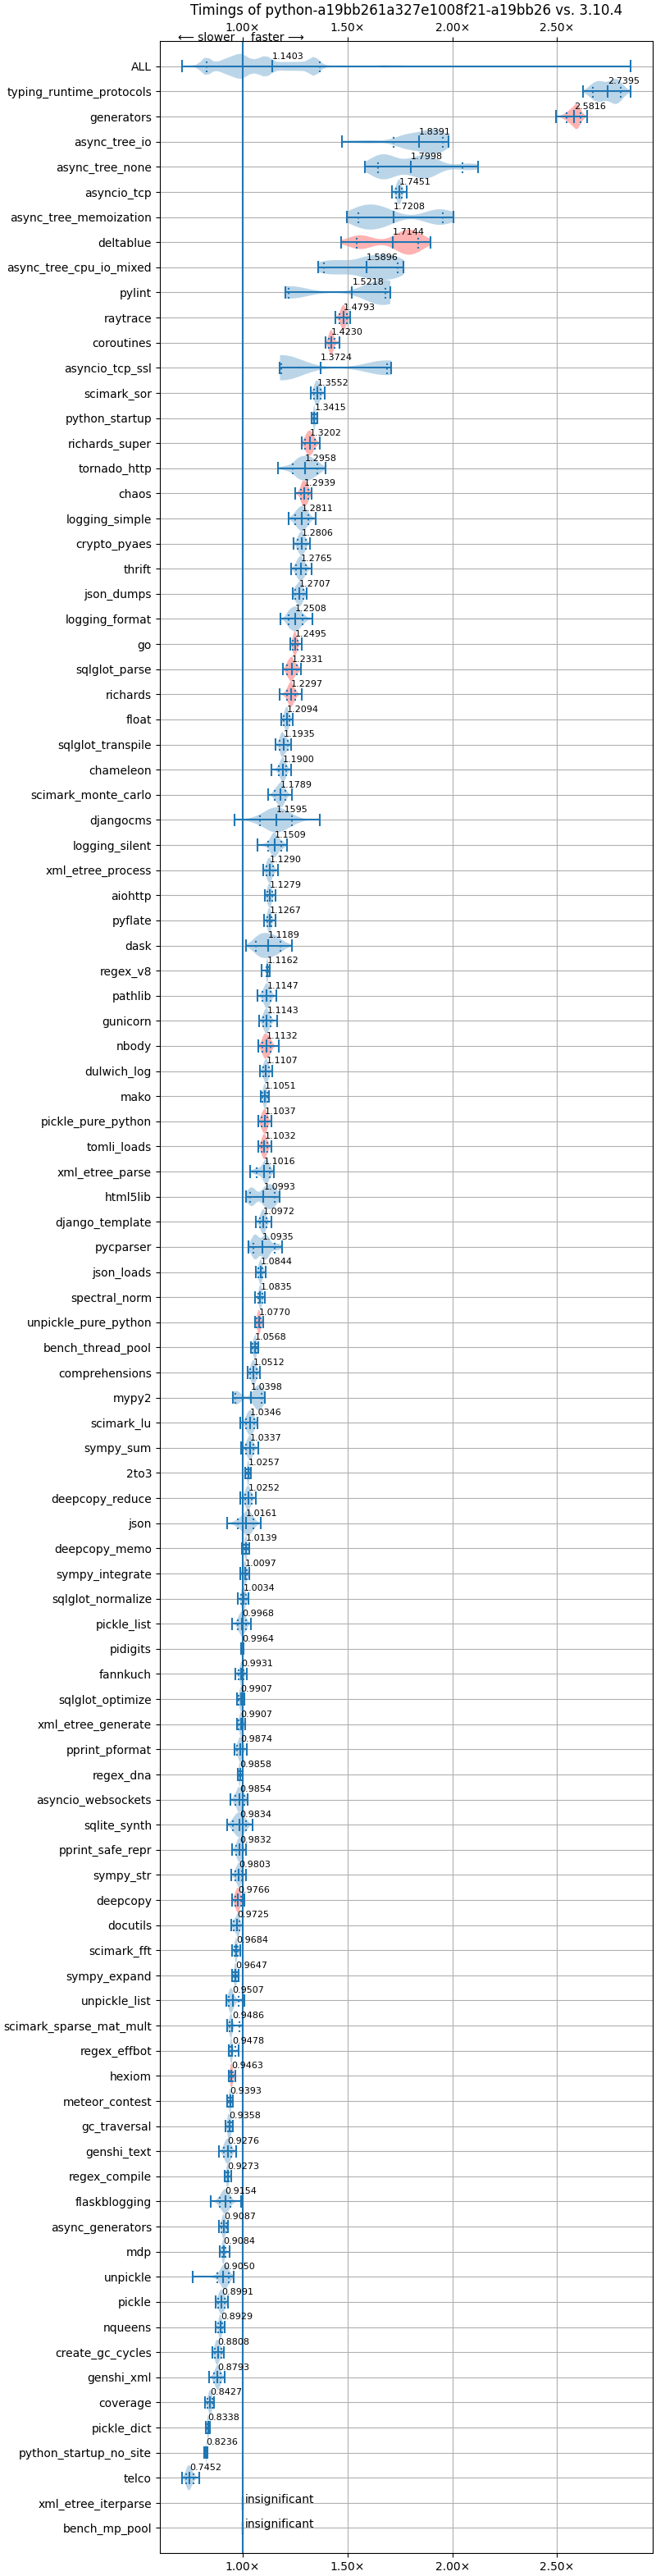 Timings of python-a19bb261a327e1008f21-a19bb26 vs. 3.10.4
1.00× 1.50× 2.00× 2.50×
⟵ slower faster ⟶
ALL 1.1403
typing_runtime_protocols 2.7395
generators 2.5816
async_tree_io 1.8391
async_tree_none 1.7998
asyncio_tcp 1.7451
async_tree_memoization 1.7208
deltablue 1.7144
async_tree_cpu_io_mixed 1.5896
pylint 1.5218
raytrace 1.4793
coroutines 1.4230
asyncio_tcp_ssl 1.3724
scimark_sor 1.3552
python_startup 1.3415
richards_super 1.3202
tornado_http 1.2958
chaos 1.2939
logging_simple 1.2811
crypto_pyaes 1.2806
thrift 1.2765
json_dumps 1.2707
logging_format 1.2508
go 1.2495
sqlglot_parse 1.2331
richards 1.2297
float 1.2094
sqlglot_transpile 1.1935
chameleon 1.1900
scimark_monte_carlo 1.1789
djangocms 1.1595
logging_silent 1.1509
xml_etree_process 1.1290
aiohttp 1.1279
pyflate 1.1267
dask 1.1189
regex_v8 1.1162
pathlib 1.1147
gunicorn 1.1143
nbody 1.1132
dulwich_log 1.1107
mako 1.1051
pickle_pure_python 1.1037
tomli_loads 1.1032
xml_etree_parse 1.1016
html5lib 1.0993
django_template 1.0972
pycparser 1.0935
json_loads 1.0844
spectral_norm 1.0835
unpickle_pure_python 1.0770
bench_thread_pool 1.0568
comprehensions 1.0512
mypy2 1.0398
scimark_lu 1.0346
sympy_sum 1.0337
2to3 1.0257
deepcopy_reduce 1.0252
json 1.0161
deepcopy_memo 1.0139
sympy_integrate 1.0097
sqlglot_normalize 1.0034
pickle_list 0.9968
pidigits 0.9964
fannkuch 0.9931
sqlglot_optimize 0.9907
xml_etree_generate 0.9907
pprint_pformat 0.9874
regex_dna 0.9858
asyncio_websockets 0.9854
sqlite_synth 0.9834
pprint_safe_repr 0.9832
sympy_str 0.9803
deepcopy 0.9766
docutils 0.9725
scimark_fft 0.9684
sympy_expand 0.9647
unpickle_list 0.9507
scimark_sparse_mat_mult 0.9486
regex_effbot 0.9478
hexiom 0.9463
meteor_contest 0.9393
gc_traversal 0.9358
genshi_text 0.9276
regex_compile 0.9273
flaskblogging 0.9154
async_generators 0.9087
mdp 0.9084
unpickle 0.9050
pickle 0.8991
nqueens 0.8929
create_gc_cycles 0.8808
genshi_xml 0.8793
coverage 0.8427
pickle_dict 0.8338
python_startup_no_site 0.8236
telco 0.7452
xml_etree_iterparse insignificant
bench_mp_pool insignificant
1.00× 1.50× 2.00× 2.50×